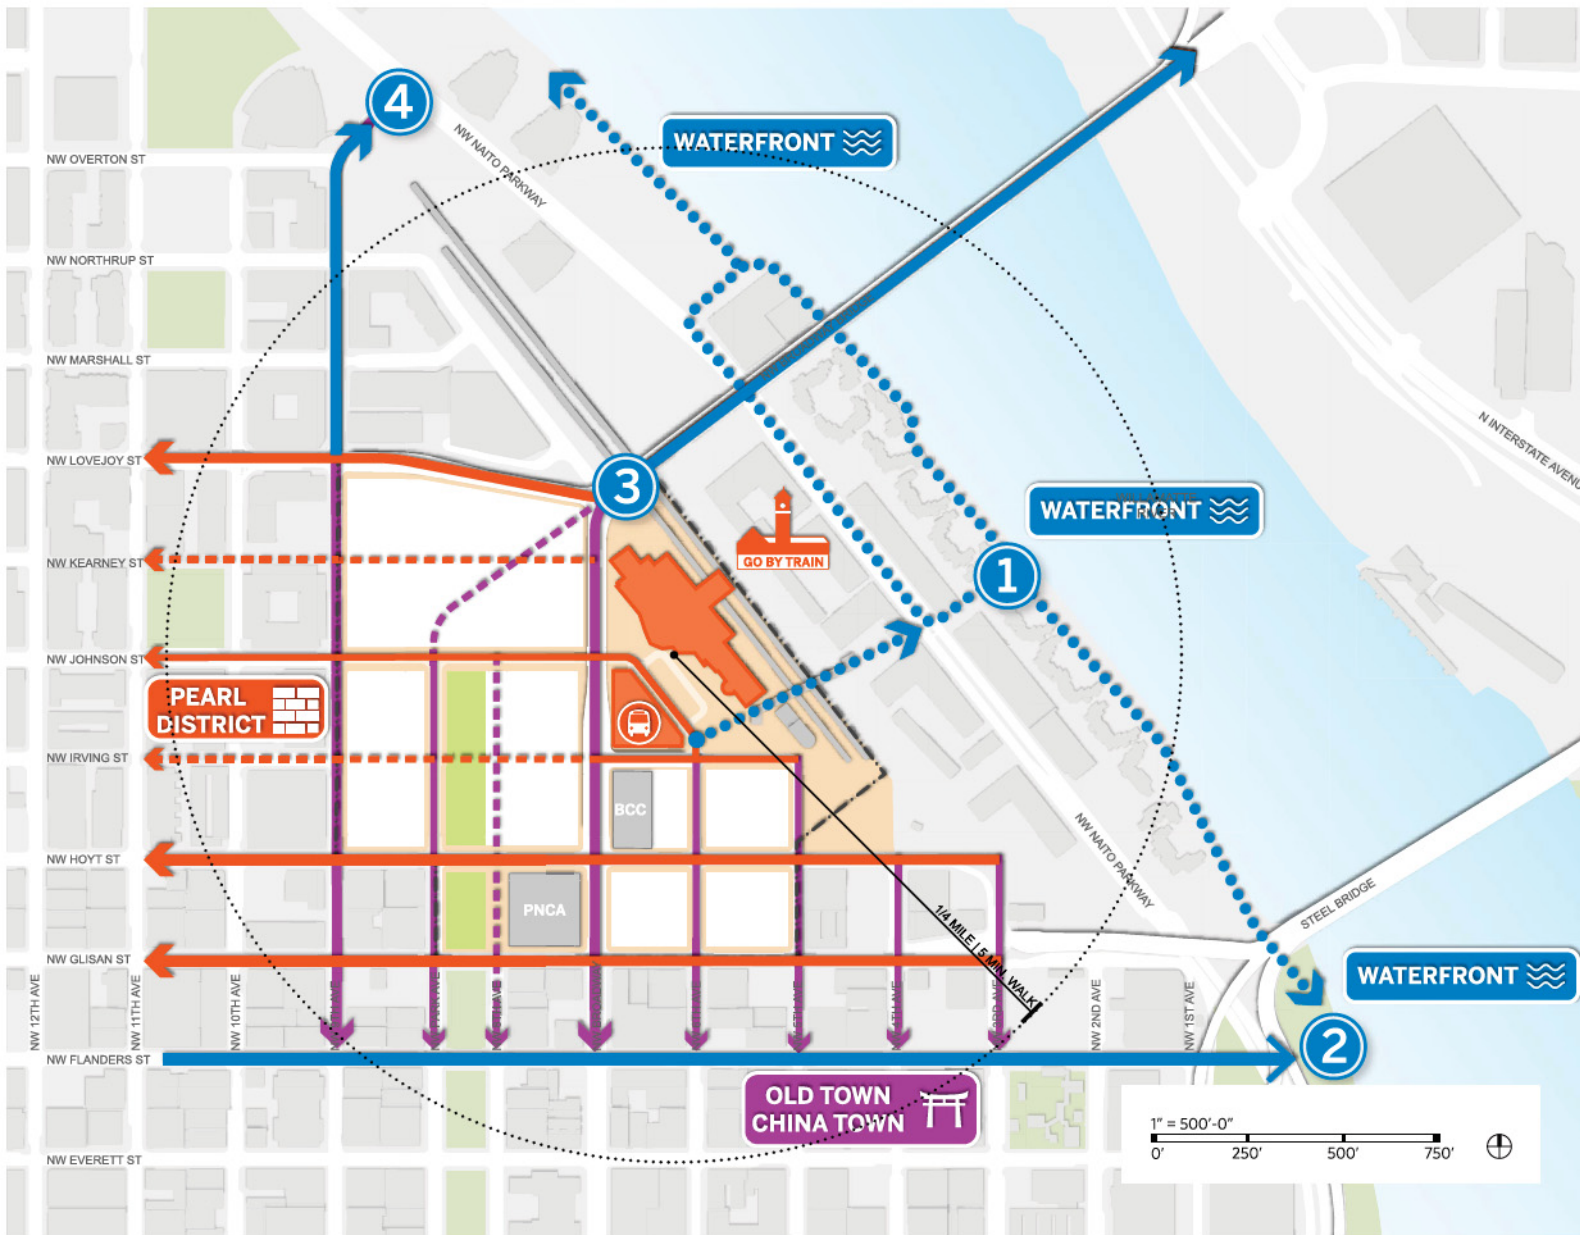 4
WATERFRONT
NW NAITO PARKWAY
NW OVERTON ST
NW NORTHRUP ST
NW MARSHALL ST
N INTERSTATE AVENUE
NW LOVEJOY ST
3
WATERFRONT
GO BY TRAIN
NW KEARNEY ST
1
NW JOHNSON ST
PEARL
DISTRICT
NW IRVING ST
BCC
NW NAITO PARKWAY
NW HOYT ST
PNCA
STEEL BRIDGE
1/4 MILE | 5 MIN. WALK
NW GLISAN ST
WATERFRONT
NW 12TH AVE
NW 11TH AVE
NW 10TH AVE
NW 2ND AVE
NW 1ST AVE
NW FLANDERS ST
2
OLD TOWN
CHINA TOWN
1" = 500'-0"
0' 250' 500' 750'
NW EVERETT ST